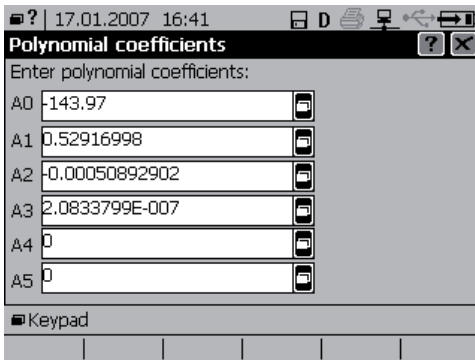 ? 17.01.2007 16:41 D
Polynomial coefficients ? X
Enter polynomial coefficients:
A0 -143.97
A1 0.52916998
A2 -0.00050892902
A3 2.0833799E-007
A4 0
A5 0
Keypad